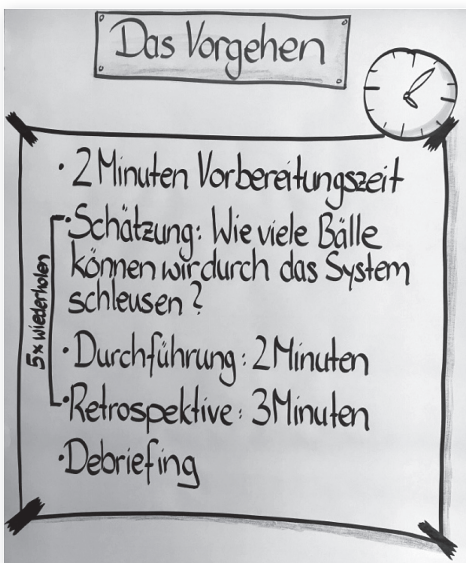 Das Vorgehen
· 2 Minuten Vorbereitungszeit
· Schätzung: Wie viele Bälle
können wir durch das System
schleusen?
· Durchführung: 2 Minuten
· Retrospektive: 3 Minuten
· Debriefing
5x wiederholen